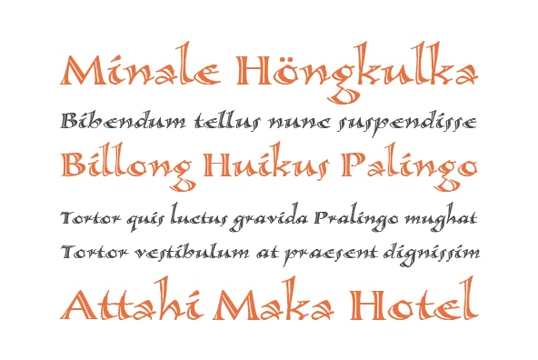 Minale Höngkulka
Bibendum tellus nunc suspendisse
Billong Huikus Palingo
Tortor quis luctus gravida Pralingo mughat
Tortor vestibulum at praesent dignissim
Attahi Maka Hotel